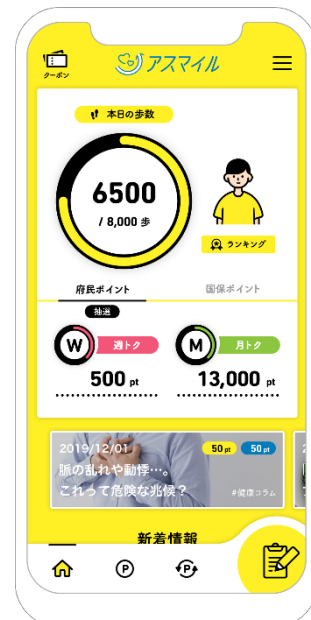 クーポン
アスマイル
本日の歩数
6500
/ 8,000 歩
ランキング
府民ポイント
国保ポイント
抽選
W 週トク
M 月トク
500 pt
13,000 pt
2019/12/01
50 pt 50 pt
脈の乱れや動悸…。
これって危険な兆候？
#健康コラム
新着情報
P
P